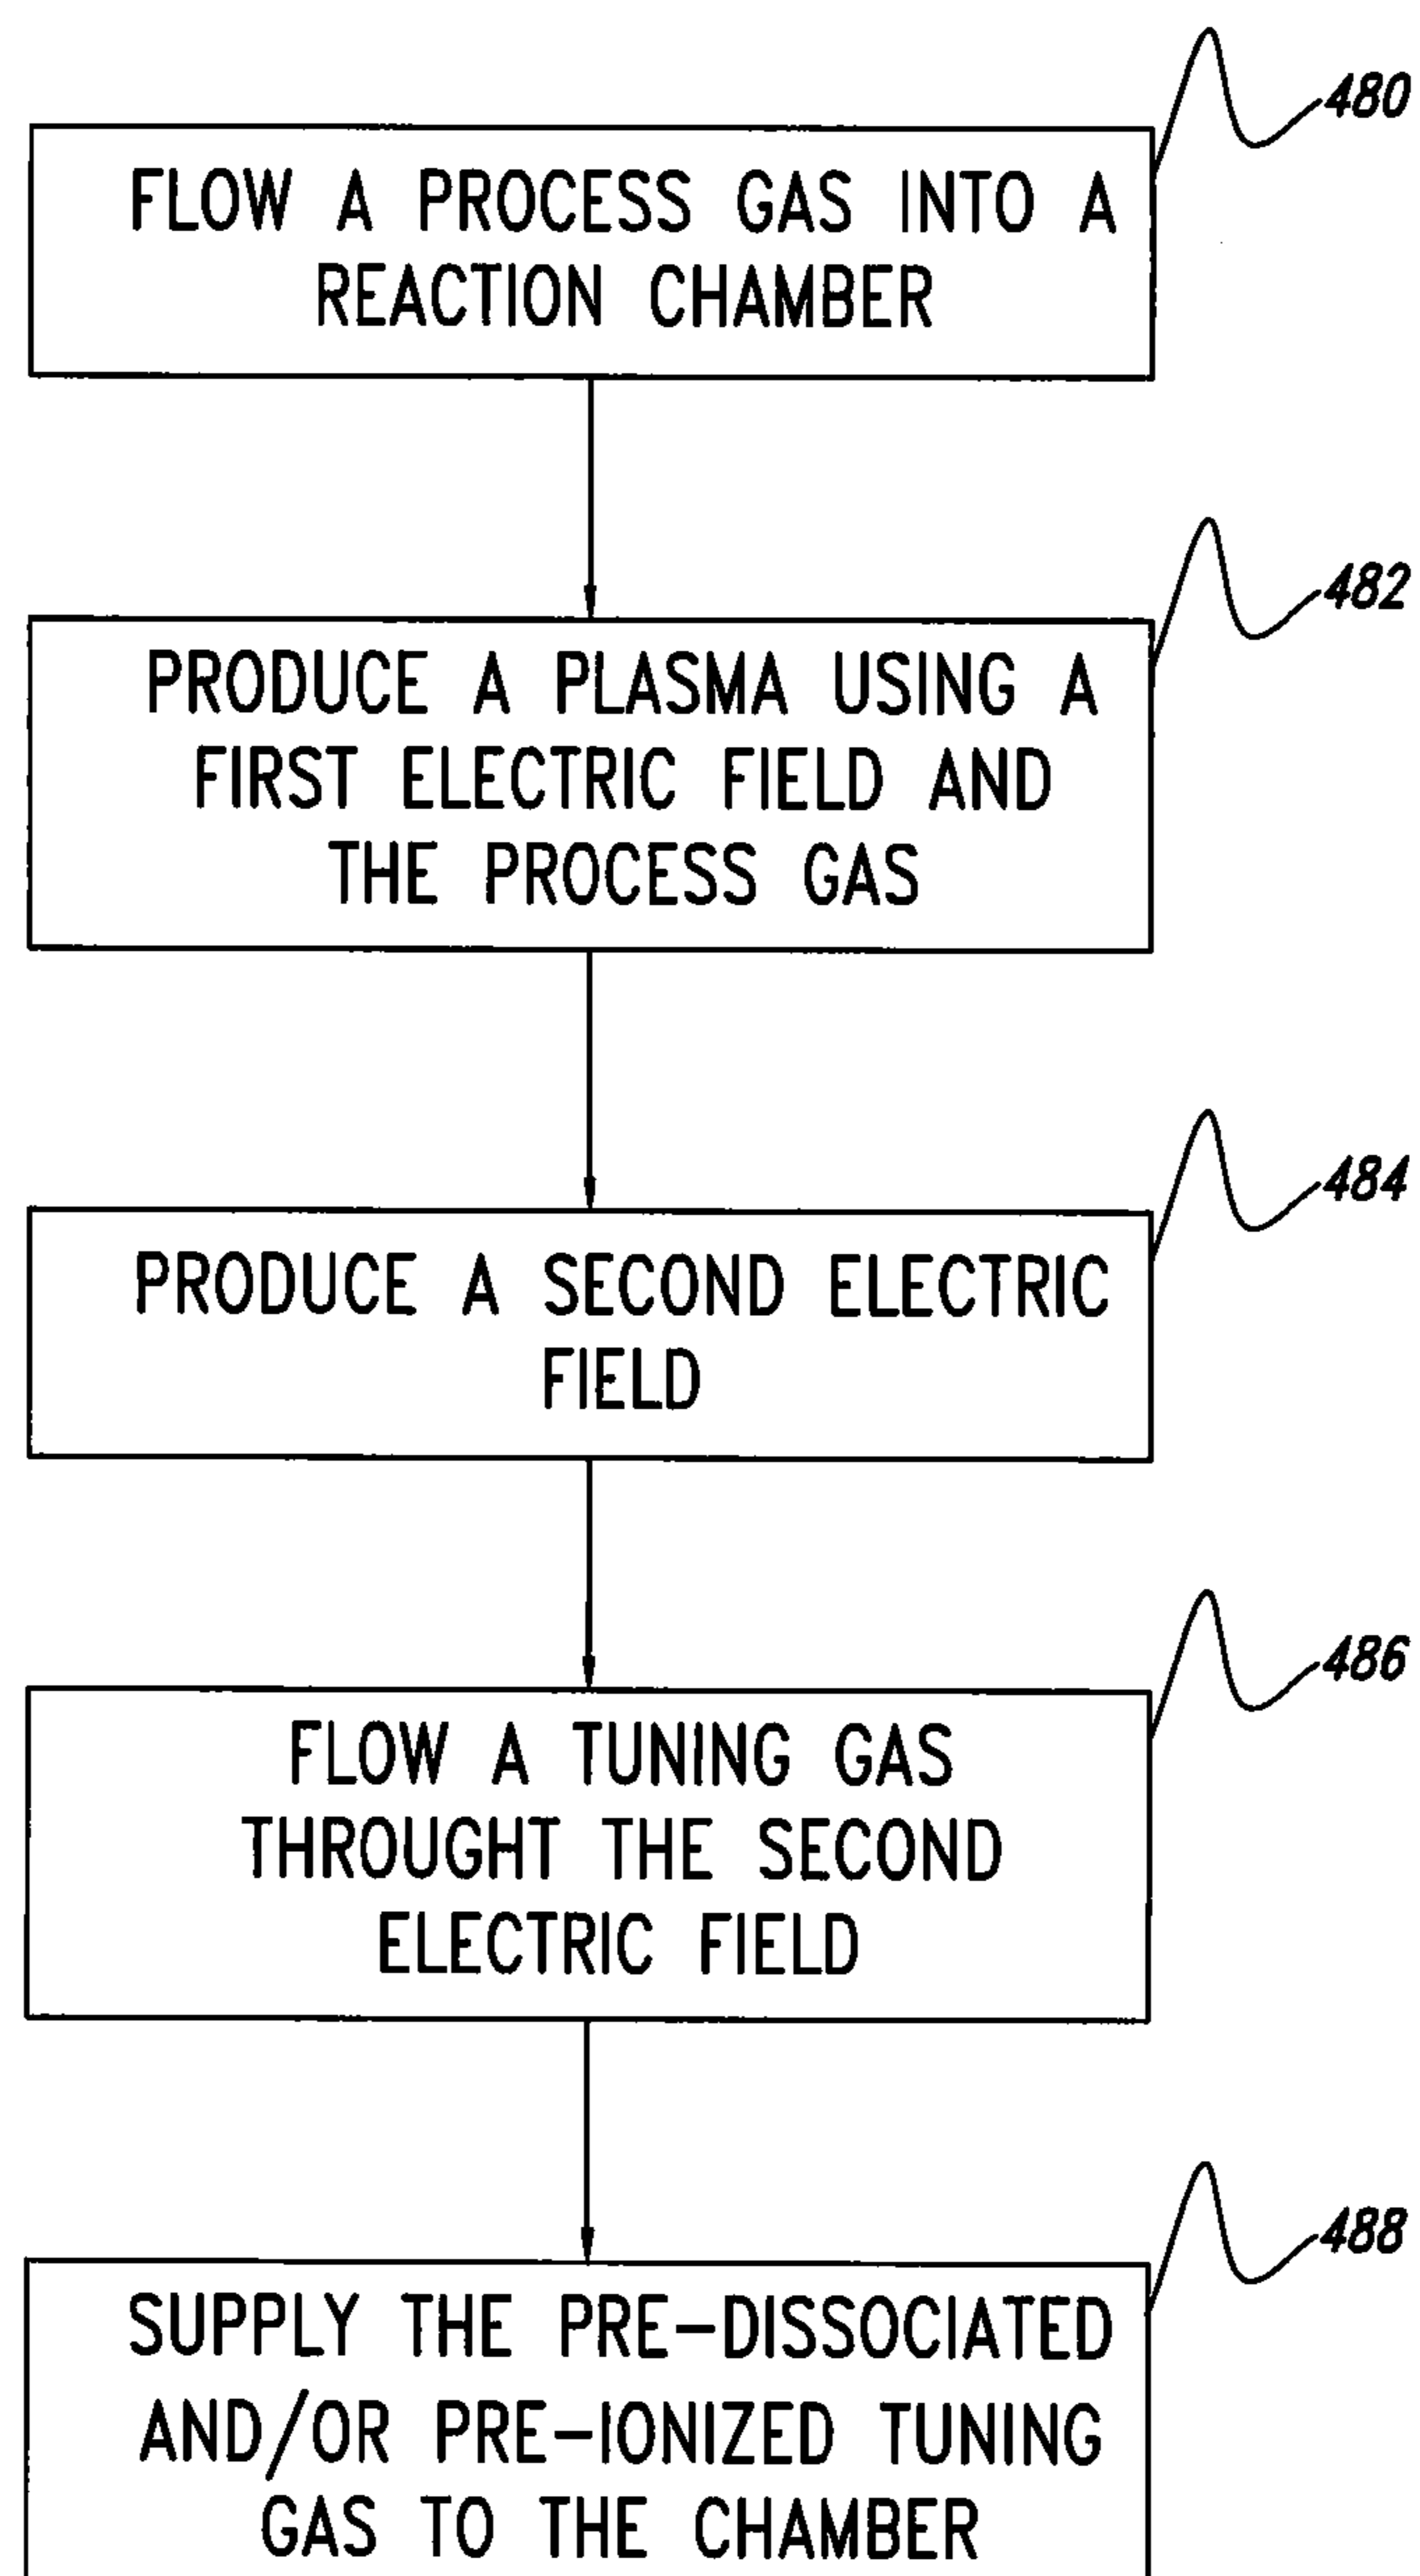 480
FLOW A PROCESS GAS INTO A
REACTION CHAMBER
482
PRODUCE A PLASMA USING A
FIRST ELECTRIC FIELD AND
THE PROCESS GAS
484
PRODUCE A SECOND ELECTRIC
FIELD
486
FLOW A TUNING GAS
THROUGHT THE SECOND
ELECTRIC FIELD
488
SUPPLY THE PRE-DISSOCIATED
AND/OR PRE-IONIZED TUNING
GAS TO THE CHAMBER